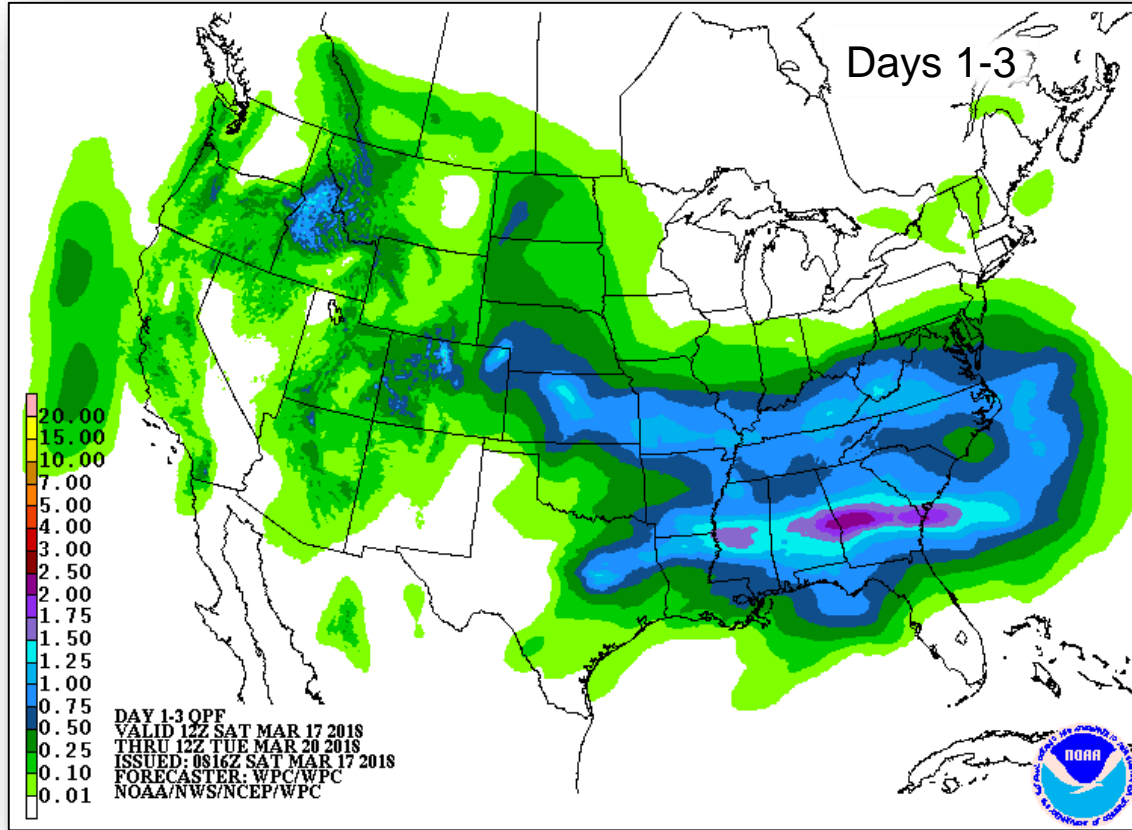 Days 1-3
20.00
15.00
10.00
7.00
5.00
4.00
3.00
2.50
2.00
1.75
1.50
1.25
1.00
0.75
0.50
0.25
0.10
0.01
DAY 1-3 QPF
VALID 12Z SAT MAR 17 2018
THRU 12Z TUE MAR 20 2018
ISSUED: 0816Z SAT MAR 17 2018
FORECASTER: WPC/WPC
NOAA/NWS/NCEP/WPC
NOAA